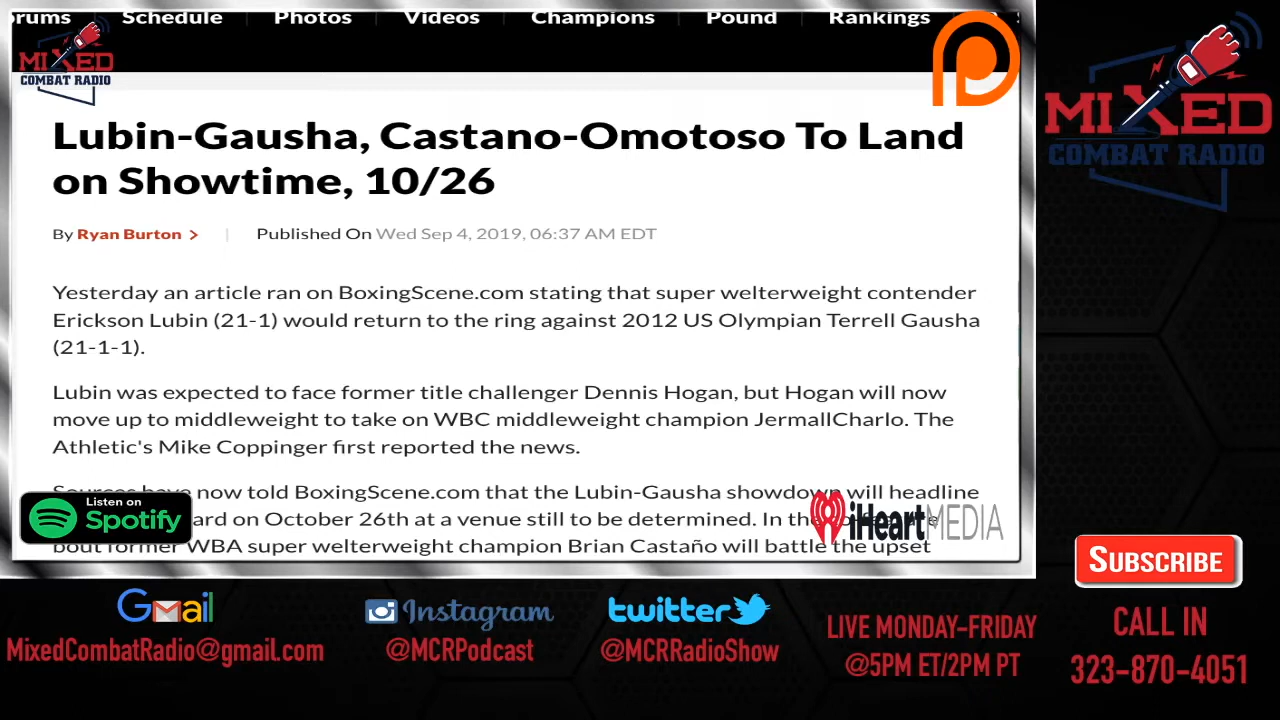 orums Schedule Photos Videos Champions Pound Rankings
MIXED
COMBAT RADIO
MIXED
COMBAT RADIO
Lubin-Gausha, Castano-Omotoso To Land
on Showtime, 10/26
By Ryan Burton > | Published On Wed Sep 4, 2019, 06:37 AM EDT
Yesterday an article ran on BoxingScene.com stating that super welterweight contender
Erickson Lubin (21-1) would return to the ring against 2012 US Olympian Terrell Gausha
(21-1-1).
Lubin was expected to face former title challenger Dennis Hogan, but Hogan will now
move up to middleweight to take on WBC middleweight champion JermallCharlo. The
Athletic's Mike Coppinger first reported the news.
Sources have now told BoxingScene.com that the Lubin-Gausha showdown will headline
ard on October 26th at a venue still to be determined. In the
bout former WBA super welterweight champion Brian Castaño will battle the upset
Listen on
Spotify
iHeartMEDIA
SUBSCRIBE
Gmail
MixedCombatRadio@gmail.com
Instagram
@MCRPodcast
twitter
@MCRRadioShow
LIVE MONDAY-FRIDAY
@5PM ET/2PM PT
CALL IN
323-870-4051